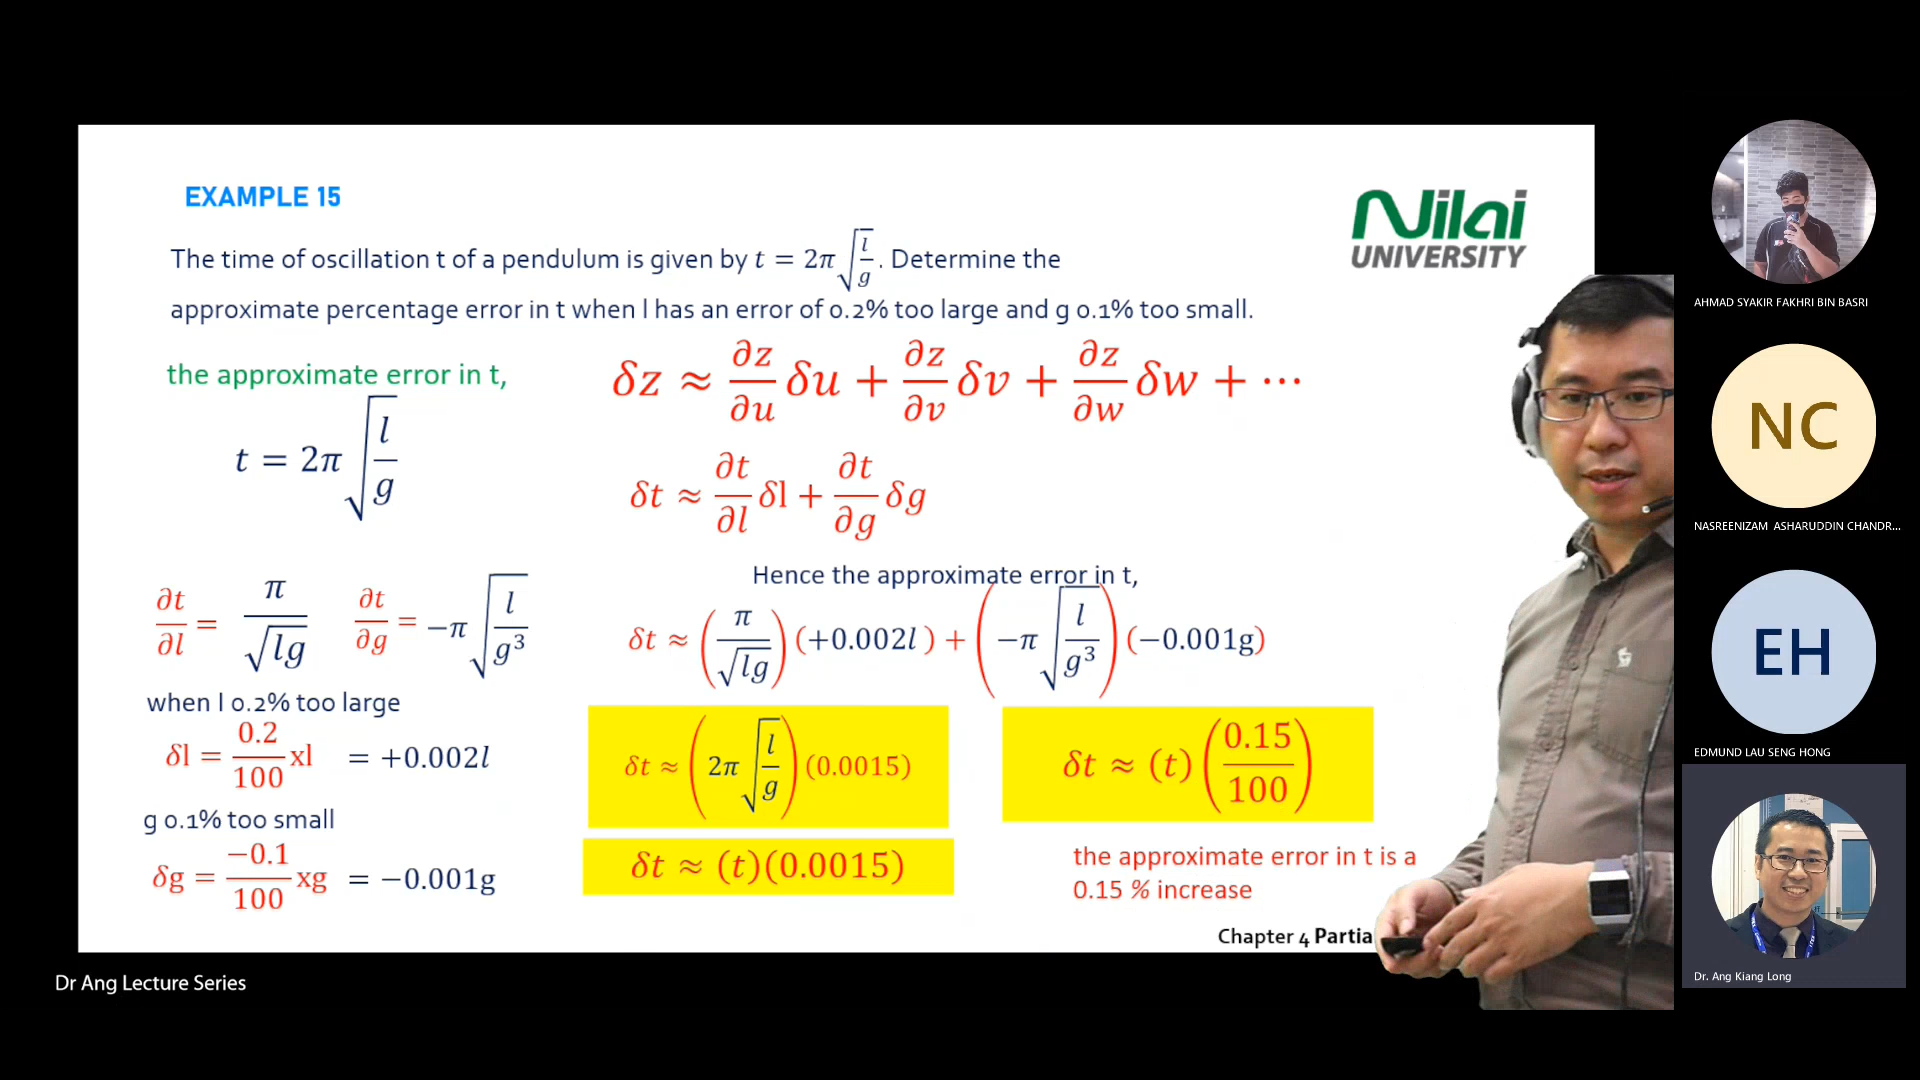 EXAMPLE 15
Nilai
UNIVERSITY
The time of oscillation t of a pendulum is given by t = 2π√(l/g). Determine the
approximate percentage error in t when l has an error of 0.2% too large and g 0.1% too small.
the approximate error in t,
t = 2π√(l/g)
δz ≈ ∂z/∂u δu + ∂z/∂v δv + ∂z/∂w δw + ⋯
δt ≈ ∂t/∂l δl + ∂t/∂g δg
∂t/∂l = π/√(lg) ∂t/∂g = −π√(l/g³)
Hence the approximate error in t,
δt ≈ (π/√(lg)) (+0.002l) + (−π√(l/g³)) (−0.001g)
when l 0.2% too large
δl = 0.2/100 xl = +0.002l
g 0.1% too small
δg = −0.1/100 xg = −0.001g
δt ≈ (2π√(l/g)) (0.0015)
δt ≈ (t)(0.0015)
δt ≈ (t) (0.15/100)
the approximate error in t is a
0.15 % increase
Chapter 4 Partia
Dr Ang Lecture Series
AHMAD SYAKIR FAKHRI BIN BASRI
NC
NASREENIZAM ASHARUDDIN CHANDR...
EH
EDMUND LAU SENG HONG
Dr. Ang Kiang Long